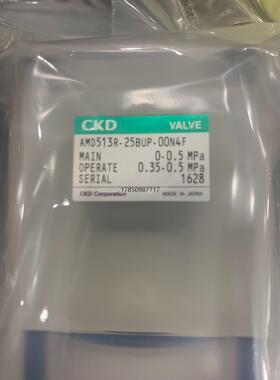 CKD VALVE
AMD513R-25BUP-00N4F
MAIN 0-0.5 MPa
OPERATE 0.35-0.5 MPa
SERIAL 1628
17850987717
CKD Corporation MADE IN JAPAN